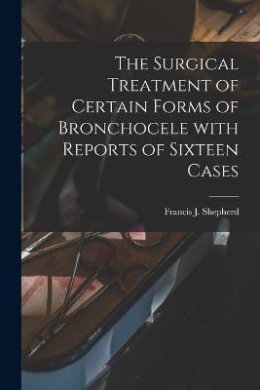 The Surgical
Treatment of
Certain Forms of
Bronchocele with
Reports of Sixteen
Cases
Francis J. Shepherd